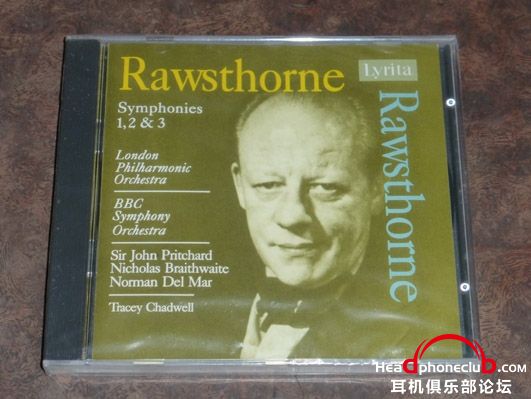 Rawsthorne
Lyrita
Symphonies
1,2 & 3
London
Philharmonic
Orchestra
BBC
Symphony
Orchestra
Sir John Pritchard
Nicholas Braithwaite
Norman Del Mar
Tracey Chadwell
Rawsthorne
Headphoneclub.com
耳机俱乐部论坛